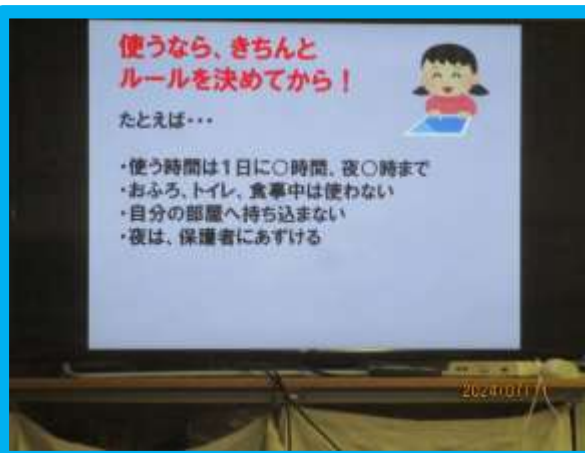 使うなら、きちんと
ルールを決めてから！
たとえば・・・
・使う時間は1日に〇時間、夜〇時まで
・おふろ、トイレ、食事中は使わない
・自分の部屋へ持ち込まない
・夜は、保護者にあずける